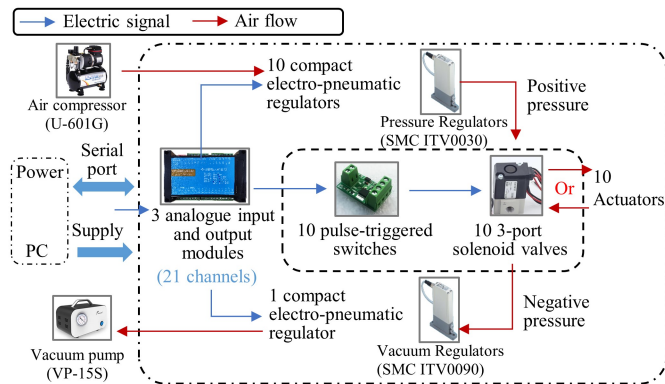 Electric signal
Air flow
Air compressor
(U-601G)
10 compact
electro-pneumatic
regulators
Pressure Regulators
(SMC ITV0030)
Positive
pressure
Power
PC
Serial
port
Supply
3 analogue input
and output
modules
(21 channels)
10 pulse-triggered
switches
10 3-port
solenoid valves
Or
10
Actuators
Vacuum pump
(VP-15S)
1 compact
electro-pneumatic
regulator
Vacuum Regulators
(SMC ITV0090)
Negative
pressure